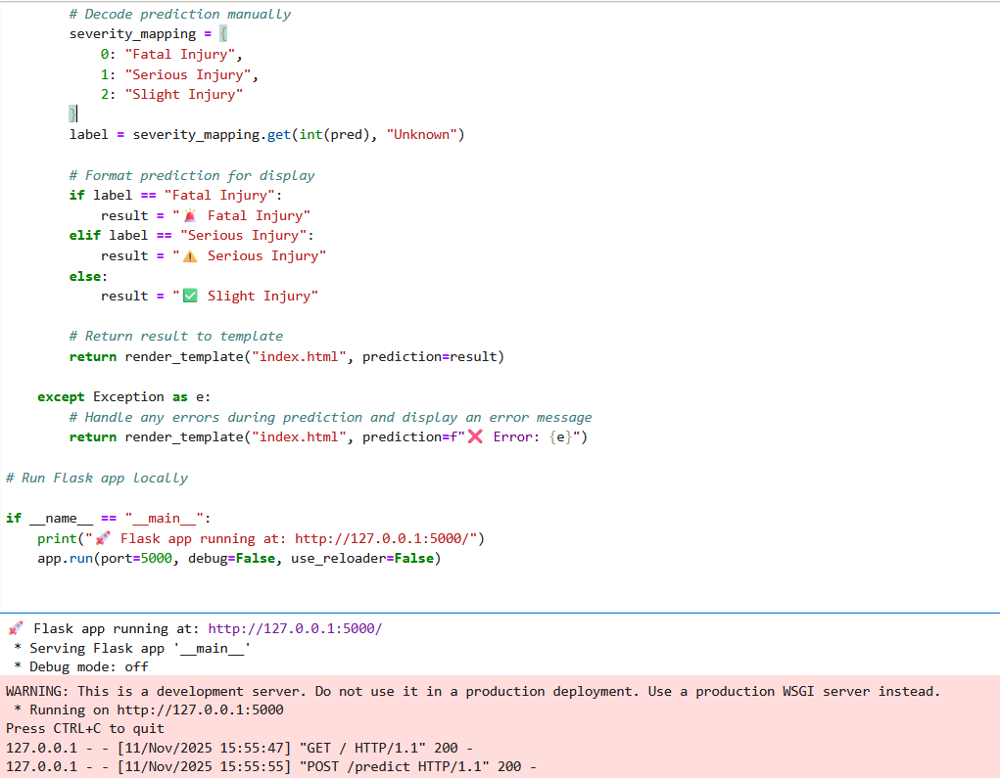 # Decode prediction manually
severity_mapping = {
0: "Fatal Injury",
1: "Serious Injury",
2: "Slight Injury"
}
label = severity_mapping.get(int(pred), "Unknown")
# Format prediction for display
if label == "Fatal Injury":
result = "🚨 Fatal Injury"
elif label == "Serious Injury":
result = "⚠️ Serious Injury"
else:
result = "✅ Slight Injury"
# Return result to template
return render_template("index.html", prediction=result)
except Exception as e:
# Handle any errors during prediction and display an error message
return render_template("index.html", prediction=f"❌ Error: {e}")
# Run Flask app locally
if __name__ == "__main__":
print("🚀 Flask app running at: http://127.0.0.1:5000/")
app.run(port=5000, debug=False, use_reloader=False)
🚀 Flask app running at: http://127.0.0.1:5000/
* Serving Flask app '__main__'
* Debug mode: off
WARNING: This is a development server. Do not use it in a production deployment. Use a production WSGI server instead.
* Running on http://127.0.0.1:5000
Press CTRL+C to quit
127.0.0.1 - - [11/Nov/2025 15:55:47] "GET / HTTP/1.1" 200 -
127.0.0.1 - - [11/Nov/2025 15:55:55] "POST /predict HTTP/1.1" 200 -